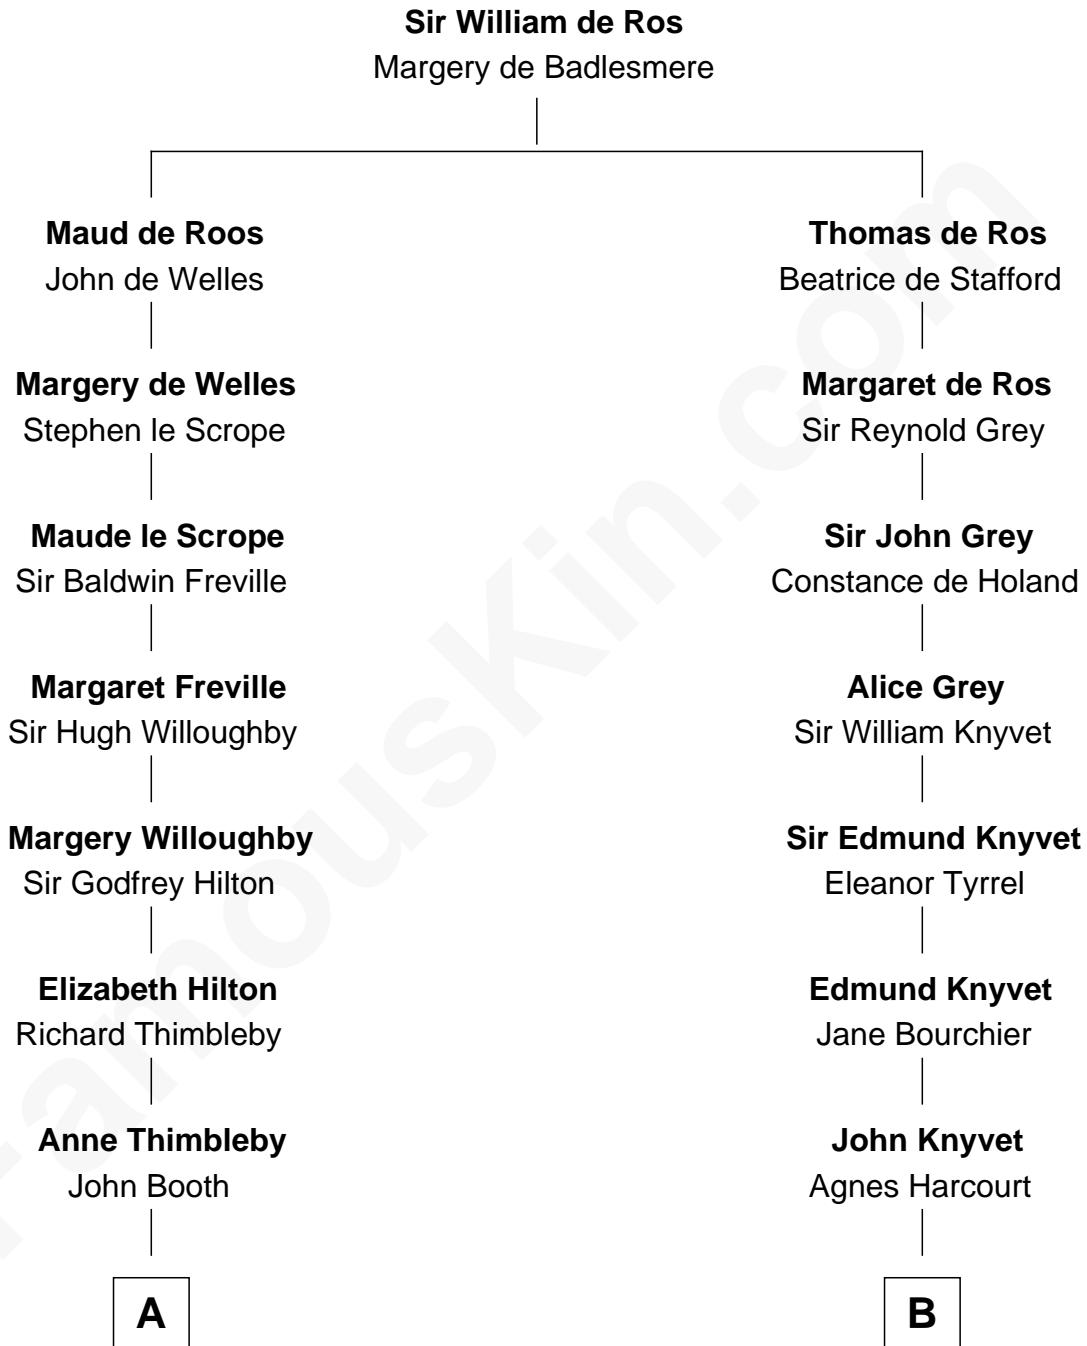 Sir William de Ros
Margery de Badlesmere
Maud de Roos
John de Welles
Thomas de Ros
Beatrice de Stafford
Margery de Welles
Stephen le Scrope
Margaret de Ros
Sir Reynold Grey
Maude le Scrope
Sir Baldwin Freville
Sir John Grey
Constance de Holand
Margaret Freville
Sir Hugh Willoughby
Alice Grey
Sir William Knyvet
Margery Willoughby
Sir Godfrey Hilton
Sir Edmund Knyvet
Eleanor Tyrrel
Elizabeth Hilton
Richard Thimbleby
Edmund Knyvet
Jane Bourchier
Anne Thimbleby
John Booth
John Knyvet
Agnes Harcourt
A
B
FamousKin.com